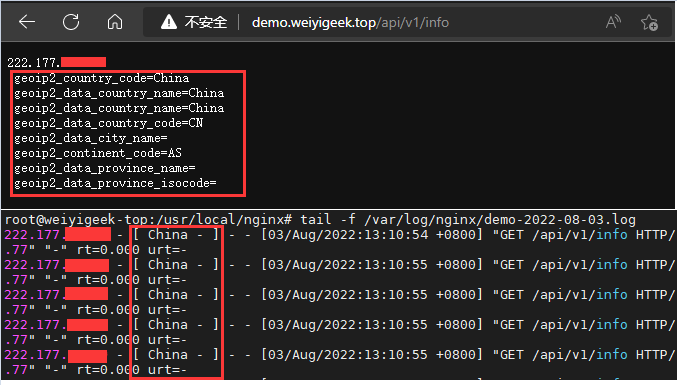 不安全 demo.weiyigeek.top/api/v1/info
222.177.
geoip2_country_code=China
geoip2_data_country_name=China
geoip2_data_country_name=China
geoip2_data_country_code=CN
geoip2_data_city_name=
geoip2_continent_code=AS
geoip2_data_province_name=
geoip2_data_province_isocode=
root@weiyigeek-top:/usr/local/nginx# tail -f /var/log/nginx/demo-2022-08-03.log
222.177. - [ China - ] - - [03/Aug/2022:13:10:54 +0800] "GET /api/v1/info HTTP/
.77" "-" rt=0.000 urt=-
222.177. - [ China - ] - - [03/Aug/2022:13:10:55 +0800] "GET /api/v1/info HTTP/
.77" "-" rt=0.000 urt=-
222.177. - [ China - ] - - [03/Aug/2022:13:10:55 +0800] "GET /api/v1/info HTTP/
.77" "-" rt=0.000 urt=-
222.177. - [ China - ] - - [03/Aug/2022:13:10:55 +0800] "GET /api/v1/info HTTP/
.77" "-" rt=0.000 urt=-
222.177. - [ China - ] - - [03/Aug/2022:13:10:55 +0800] "GET /api/v1/info HTTP/
.77" "-" rt=0.000 urt=-